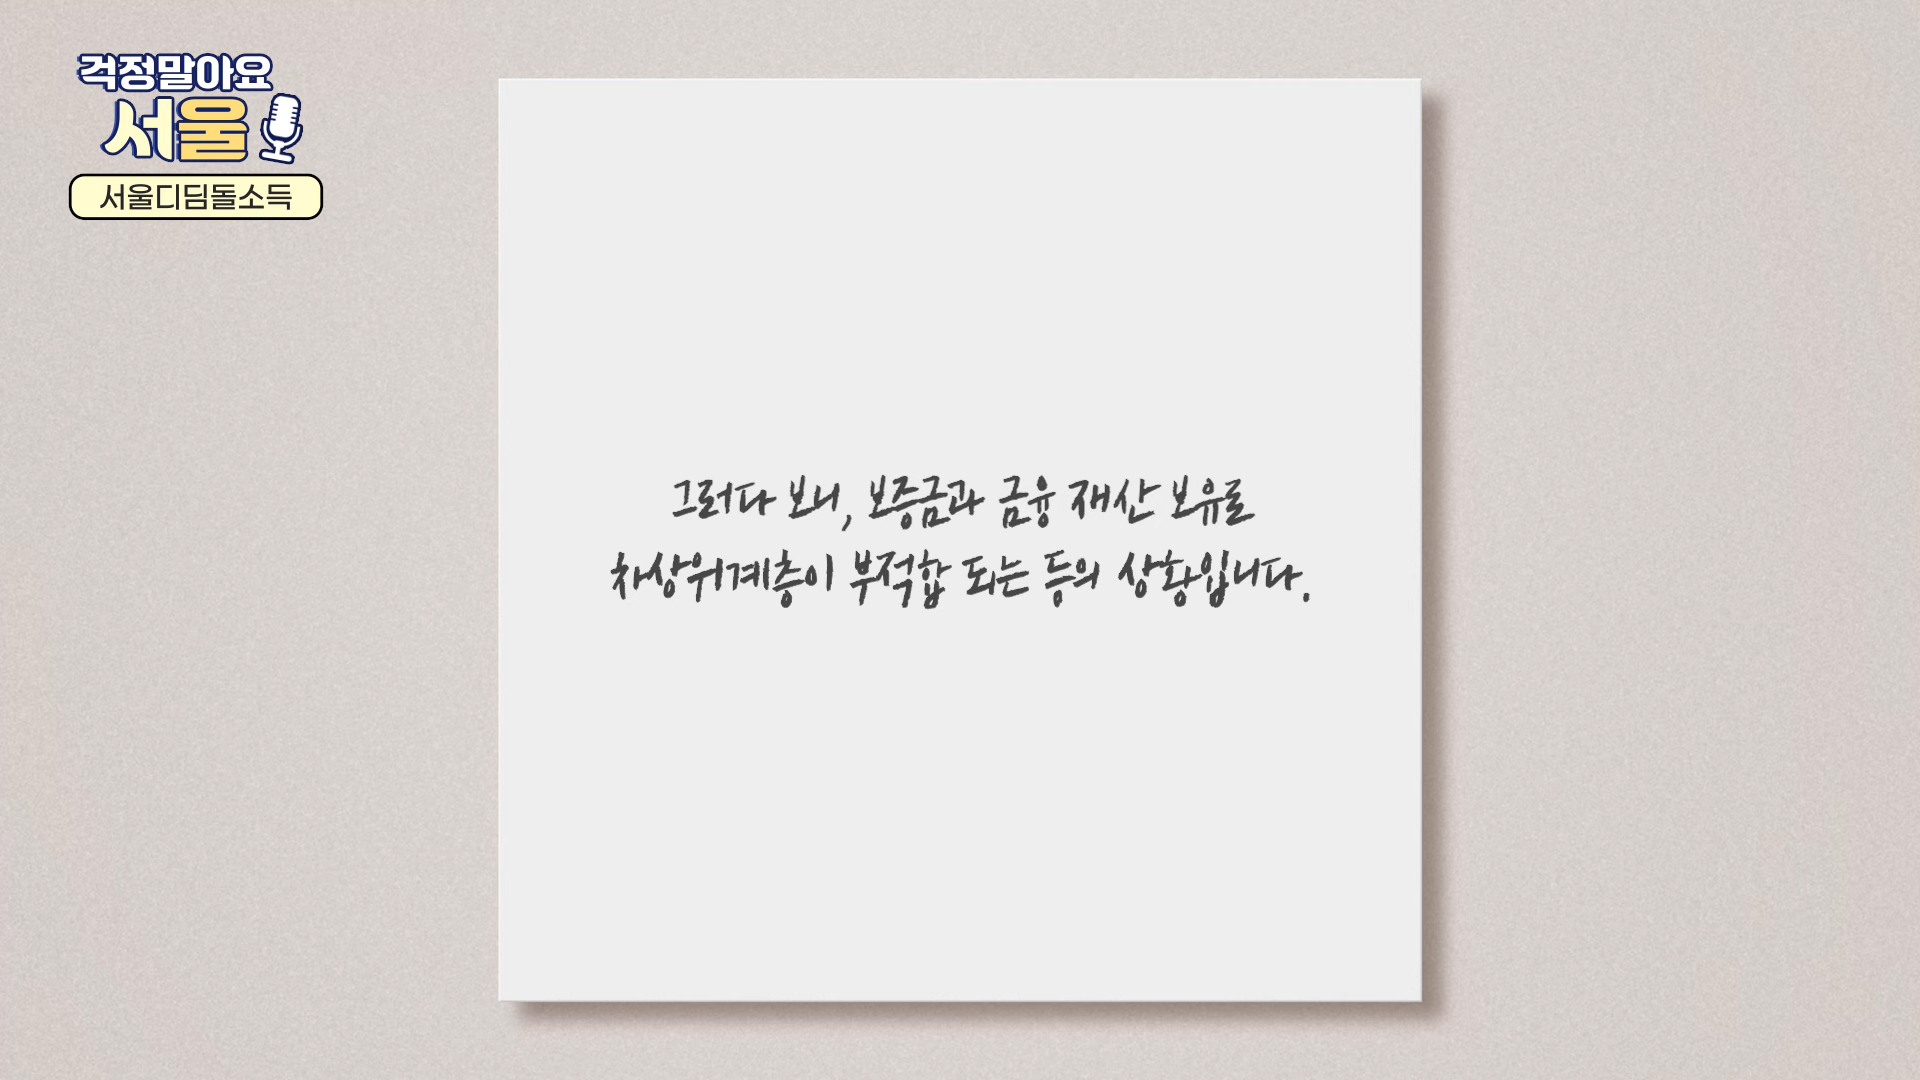 걱정말아요
서울
서울디딤돌소득
그러다 보니, 보증금과 금융 재산 보유로
차상위계층이 부적합 되는 등의 상황입니다.